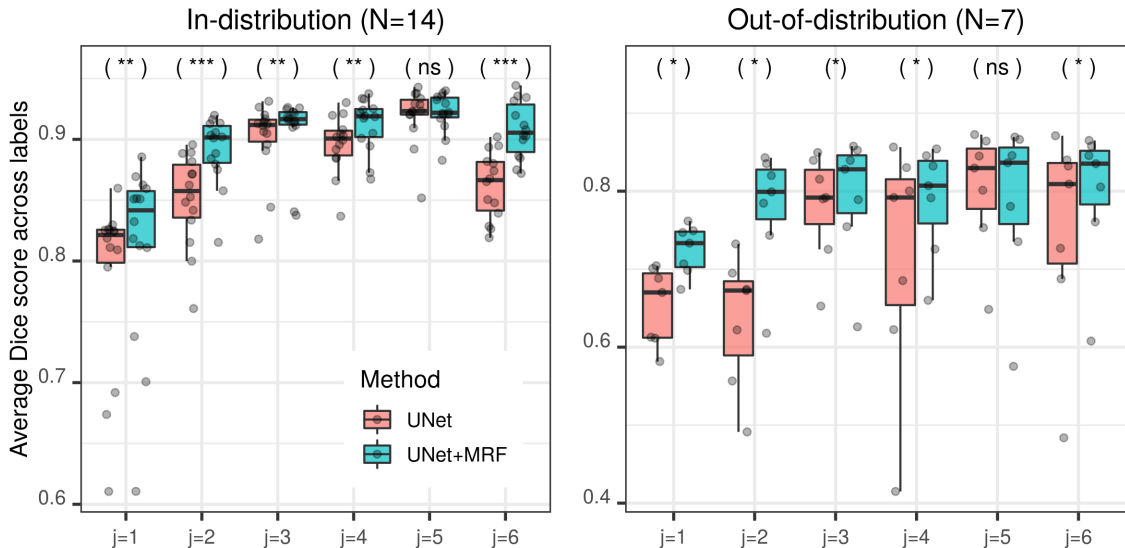 In-distribution (N=14)
Out-of-distribution (N=7)
( ** ) ( *** ) ( ** ) ( ** ) ( ns ) ( *** )
( * ) ( * ) (*) ( * ) ( ns ) ( * )
Average Dice score across labels
0.9
0.8
0.7
0.6
0.8
0.6
0.4
Method
UNet
UNet+MRF
j=1 j=2 j=3 j=4 j=5 j=6
j=1 j=2 j=3 j=4 j=5 j=6